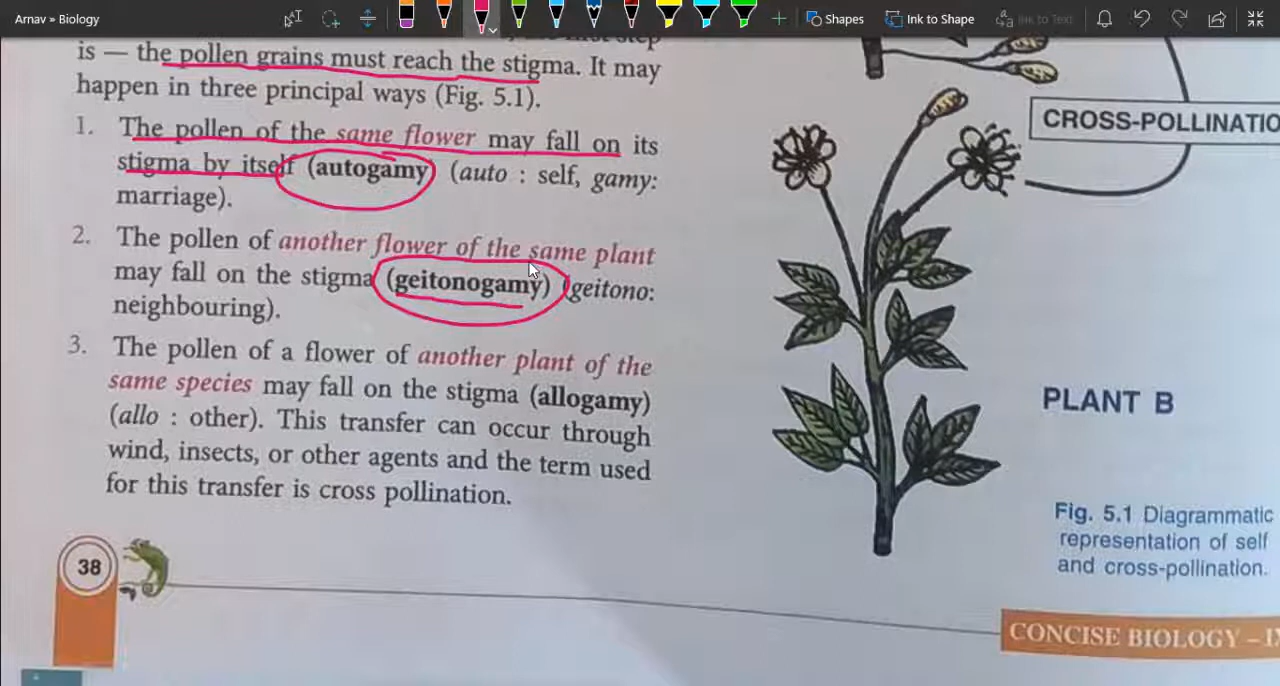 Arnav » Biology
Shapes
Ink to Shape
Ink to Text
is — the pollen grains must reach the stigma. It may
happen in three principal ways (Fig. 5.1).
1. The pollen of the same flower may fall on its
stigma by itself (autogamy) (auto : self, gamy:
marriage).
2. The pollen of another flower of the same plant
may fall on the stigma (geitonogamy) (geitono:
neighbouring).
3. The pollen of a flower of another plant of the
same species may fall on the stigma (allogamy)
(allo : other). This transfer can occur through
wind, insects, or other agents and the term used
for this transfer is cross pollination.
38
CROSS-POLLINATIO
PLANT B
Fig. 5.1 Diagrammatic
representation of self
and cross-pollination.
CONCISE BIOLOGY – IX